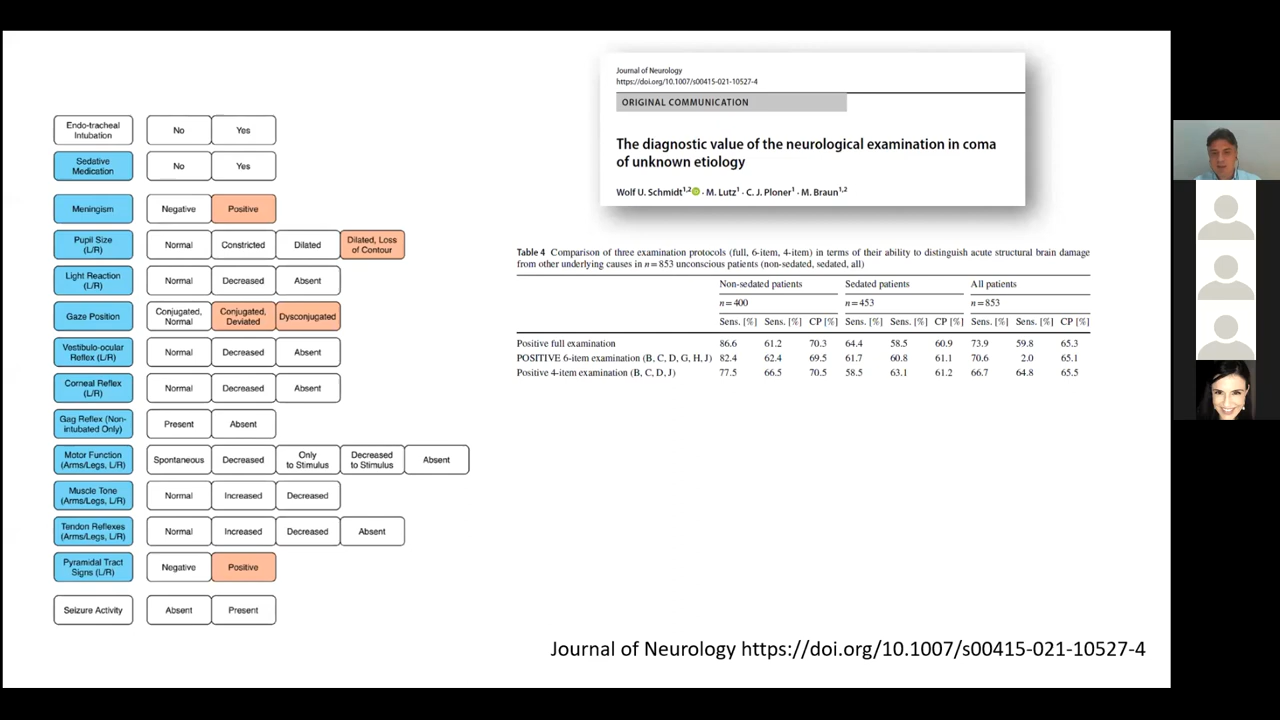 Endo-tracheal
Intubation
No
Yes
Sedative
Medication
No
Yes
Meningism
Negative
Positive
Pupil Size
(L/R)
Normal
Constricted
Dilated
Dilated, Loss
of Contour
Light Reaction
(L/R)
Normal
Decreased
Absent
Gaze Position
Conjugated,
Normal
Conjugated,
Deviated
Dysconjugated
Vestibulo-ocular
Reflex (L/R)
Normal
Decreased
Absent
Corneal Reflex
(L/R)
Normal
Decreased
Absent
Gag Reflex (Non-
intubated Only)
Present
Absent
Motor Function
(Arms/Legs, L/R)
Spontaneous
Decreased
Only
to Stimulus
Decreased
to Stimulus
Absent
Muscle Tone
(Arms/Legs, L/R)
Normal
Increased
Decreased
Tendon Reflexes
(Arms/Legs, L/R)
Normal
Increased
Decreased
Absent
Pyramidal Tract
Signs (L/R)
Negative
Positive
Seizure Activity
Absent
Present
Journal of Neurology
https://doi.org/10.1007/s00415-021-10527-4
ORIGINAL COMMUNICATION
The diagnostic value of the neurological examination in coma
of unknown etiology
Wolf U. Schmidt1,2 · M. Lutz1 · C. J. Ploner1 · M. Braun1,2
Table 4 Comparison of three examination protocols (full, 6-item, 4-item) in terms of their ability to distinguish acute structural brain damage
from other underlying causes in n = 853 unconscious patients (non-sedated, sedated, all)
Non-sedated patients Sedated patients All patients
n = 400 n = 453 n = 853
Sens. [%] Sens. [%] CP [%] Sens. [%] Sens. [%] CP [%] Sens. [%] Sens. [%] CP [%]
Positive full examination 86.6 61.2 70.3 64.4 58.5 60.9 73.9 59.8 65.3
POSITIVE 6-item examination (B, C, D, G, H, J) 82.4 62.4 69.5 61.7 60.8 61.1 70.6 2.0 65.1
Positive 4-item examination (B, C, D, J) 77.5 66.5 70.5 58.5 63.1 61.2 66.7 64.8 65.5
Journal of Neurology https://doi.org/10.1007/s00415-021-10527-4